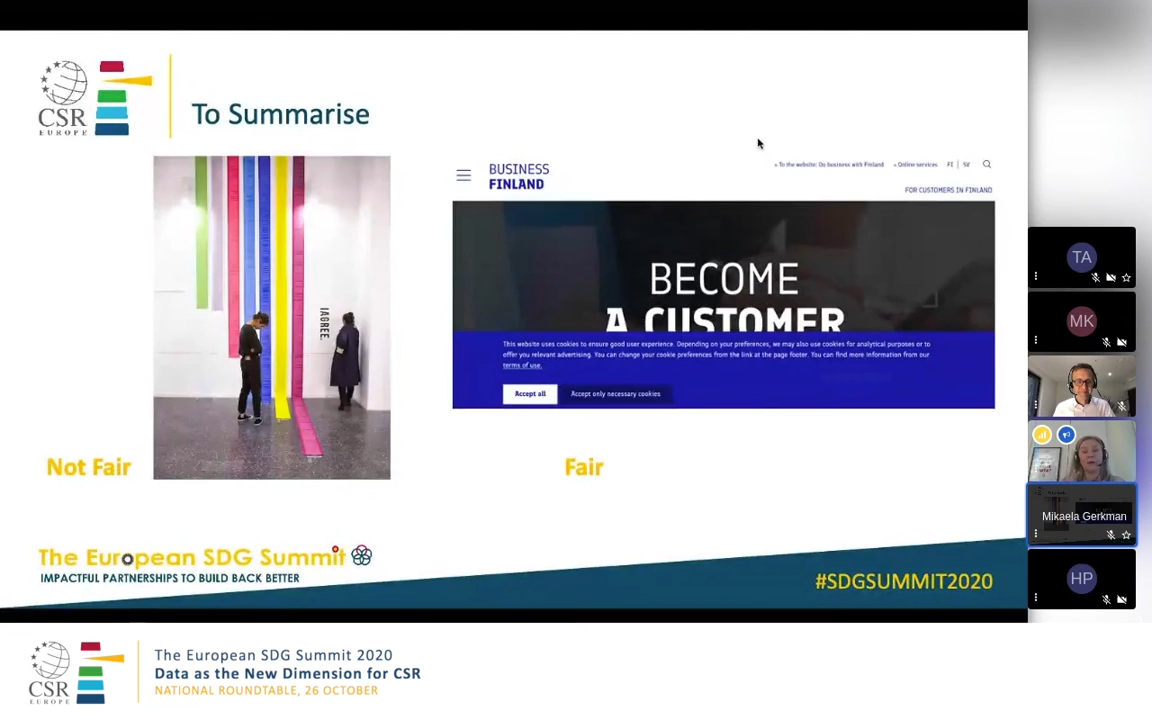 CSR
EUROPE
To Summarise
BUSINESS
FINLAND
» To the website: Do business with Finland
» Online services
FI | SV
FOR CUSTOMERS IN FINLAND
BECOME
A CUSTOMER
This website uses cookies to ensure good user experience. Depending on your preferences, we may also use cookies for analytical purposes or to
offer you relevant advertising. You can change your cookie preferences from the link at the page footer. You can find more information from our
terms of use.
Accept all
Accept only necessary cookies
I AGREE.
Not Fair
Fair
The European SDG Summit
IMPACTFUL PARTNERSHIPS TO BUILD BACK BETTER
#SDGSUMMIT2020
TA
MK
Mikaela Gerkman
HP
CSR
EUROPE
The European SDG Summit 2020
Data as the New Dimension for CSR
NATIONAL ROUNDTABLE, 26 OCTOBER